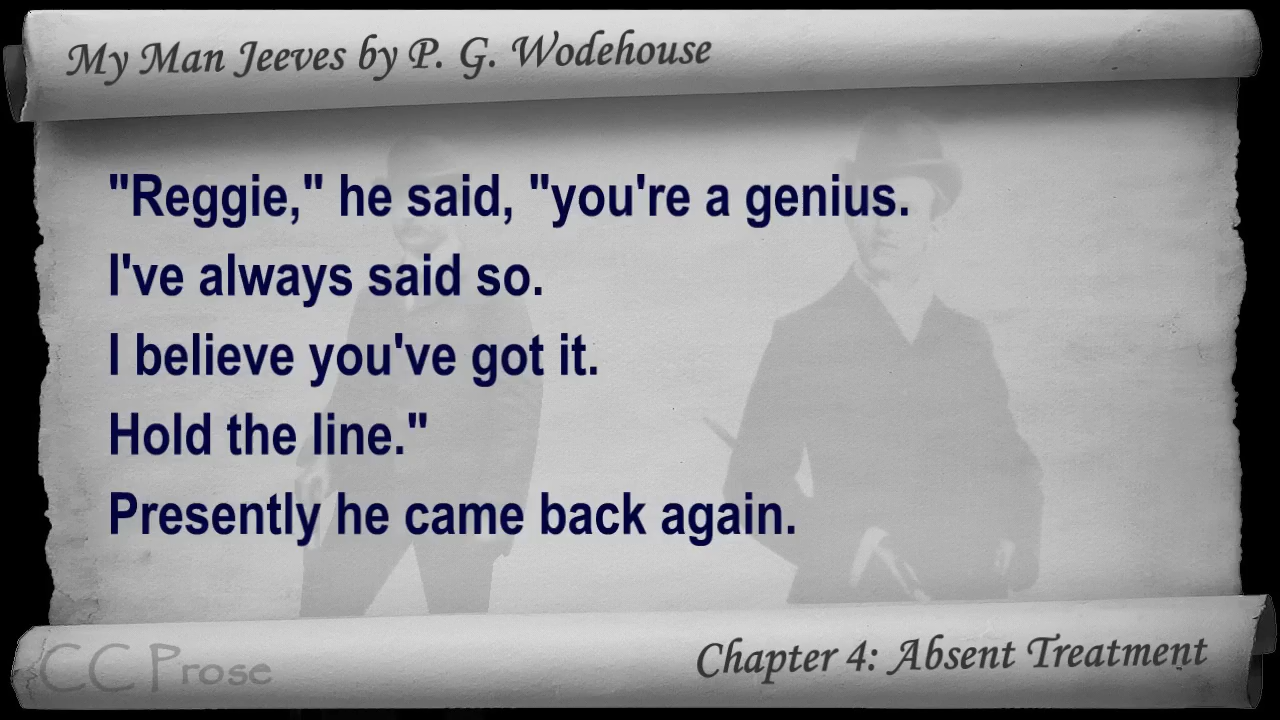 My Man Jeeves by P. G. Wodehouse
"Reggie," he said, "you're a genius.
I've always said so.
I believe you've got it.
Hold the line."
Presently he came back again.
CC Prose
Chapter 4: Absent Treatment